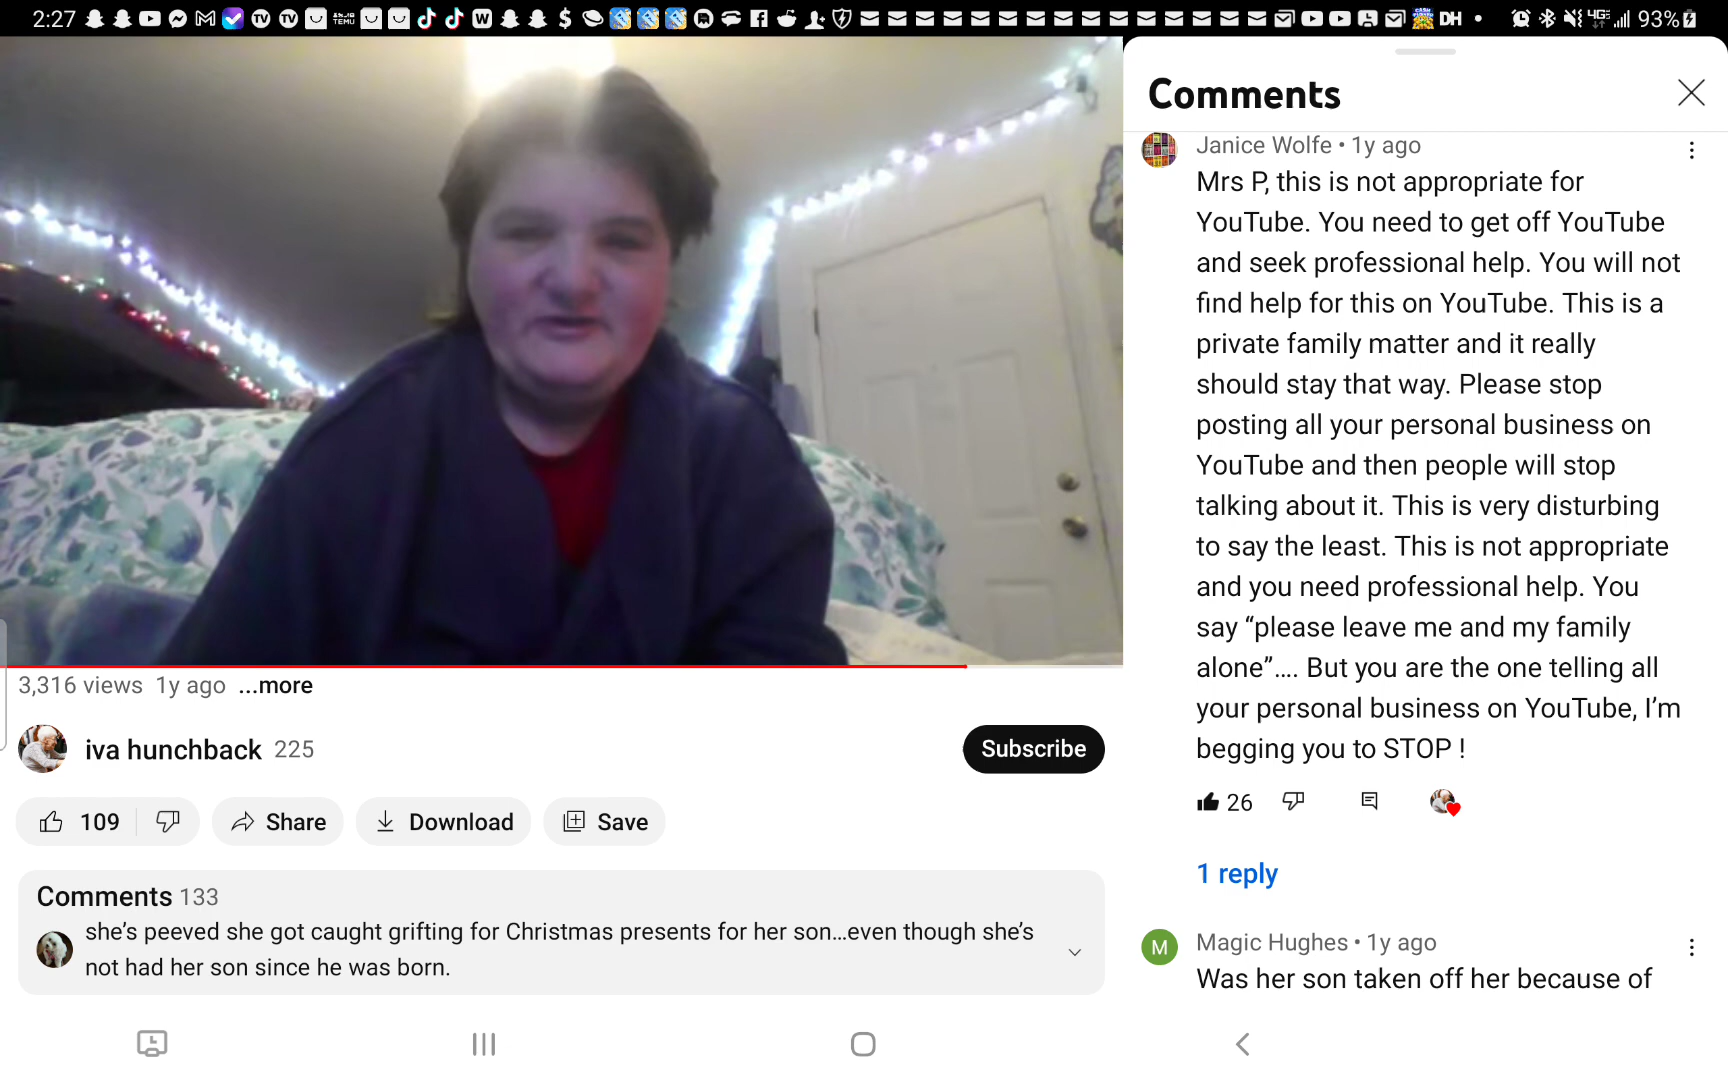 2:27
TEMU
W
DH
4G
93%
Comments
Janice Wolfe • 1y ago
Mrs P, this is not appropriate for
YouTube. You need to get off YouTube
and seek professional help. You will not
find help for this on YouTube. This is a
private family matter and it really
should stay that way. Please stop
posting all your personal business on
YouTube and then people will stop
talking about it. This is very disturbing
to say the least. This is not appropriate
and you need professional help. You
say “please leave me and my family
alone”.... But you are the one telling all
your personal business on YouTube, I’m
begging you to STOP !
26
1 reply
M
Magic Hughes • 1y ago
Was her son taken off her because of
3,316 views 1y ago ...more
iva hunchback 225
Subscribe
109
Share
Download
Save
Comments 133
she’s peeved she got caught grifting for Christmas presents for her son...even though she’s
not had her son since he was born.